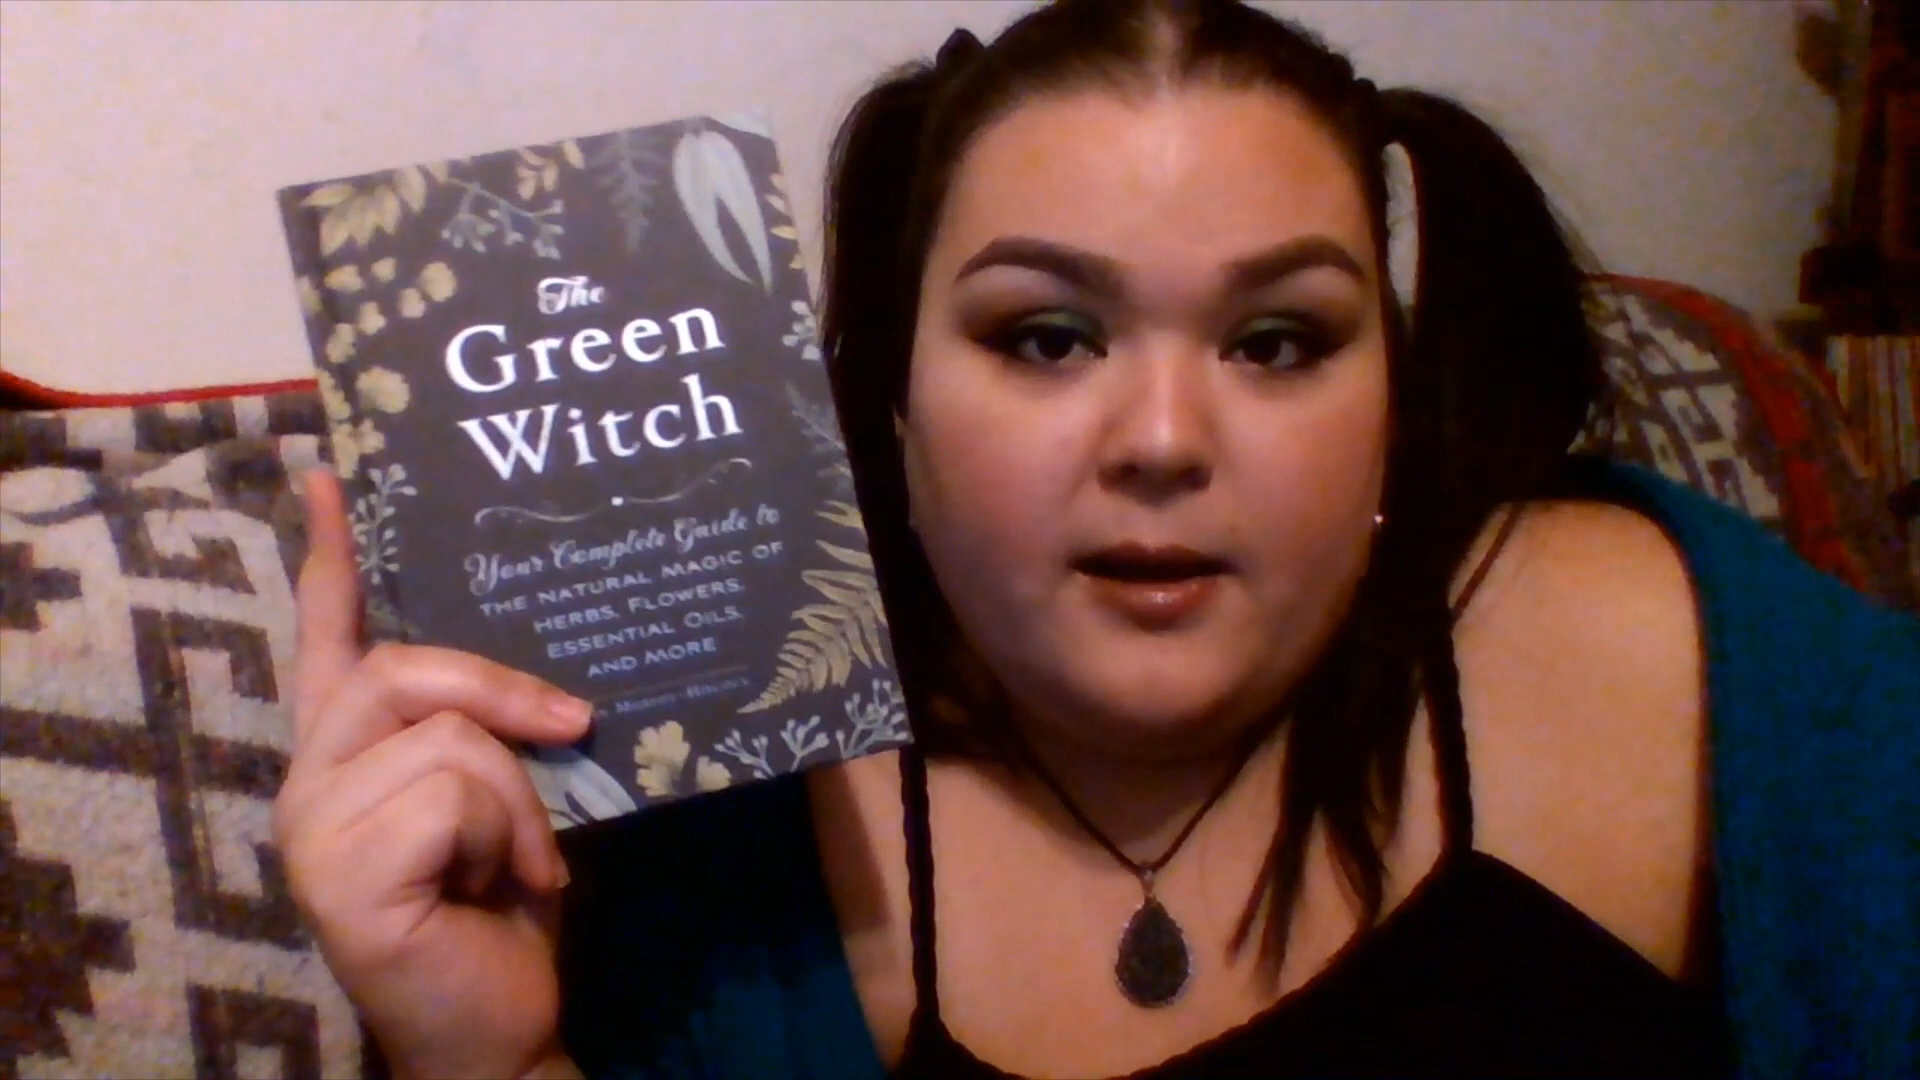 The
Green
Witch
Your Complete Guide to
THE NATURAL MAGIC OF
HERBS, FLOWERS,
ESSENTIAL OILS,
AND MORE